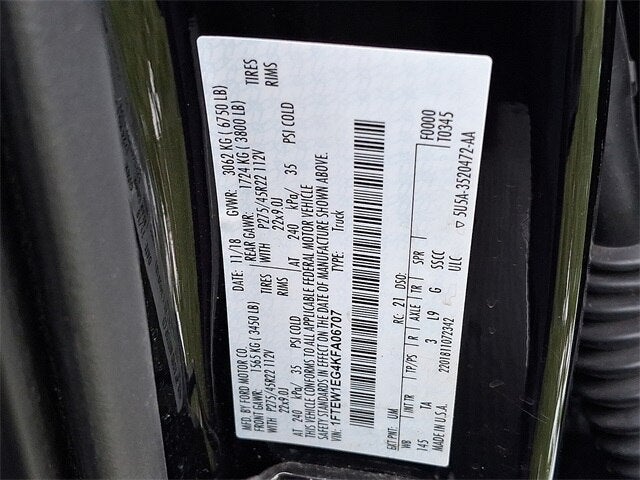 MFD. BY FORD MOTOR CO.
DATE: 11/18
GVWR: 3062 KG ( 6750 LB)
FRONT GAWR: 1565 KG ( 3450 LB)
REAR GAWR: 1724 KG ( 3800 LB)
WITH P275/45R22 112V TIRES
WITH P275/45R22 112V TIRES
22x9.0J RIMS
22x9.0J RIMS
AT 240 kPa/ 35 PSI COLD
AT 240 kPa/ 35 PSI COLD
THIS VEHICLE CONFORMS TO ALL APPLICABLE FEDERAL MOTOR VEHICLE
SAFETY STANDARDS IN EFFECT ON THE DATE OF MANUFACTURE SHOWN ABOVE.
VIN: 1FTEW1EG4KFA06707
TYPE: Truck
F0000
T0345
EXT PNT: UM RC: 21 DSO:
WB INT TR TP/PS R AXLE TR SPR
145 TA 3 L9 G SSCC
MADE IN U.S.A. 220181T072342 ULC
▽ 5U5A-3520472-AA